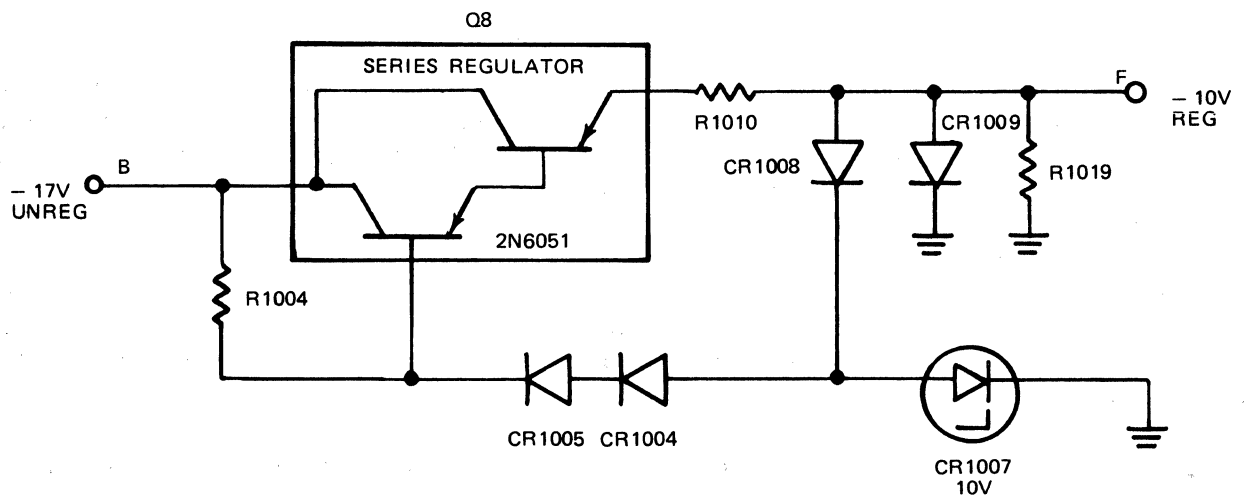 Q8
SERIES REGULATOR
F
– 10V
REG
R1010
CR1009
CR1008
R1019
B
– 17V
UNREG
2N6051
R1004
CR1005 CR1004
CR1007
10V